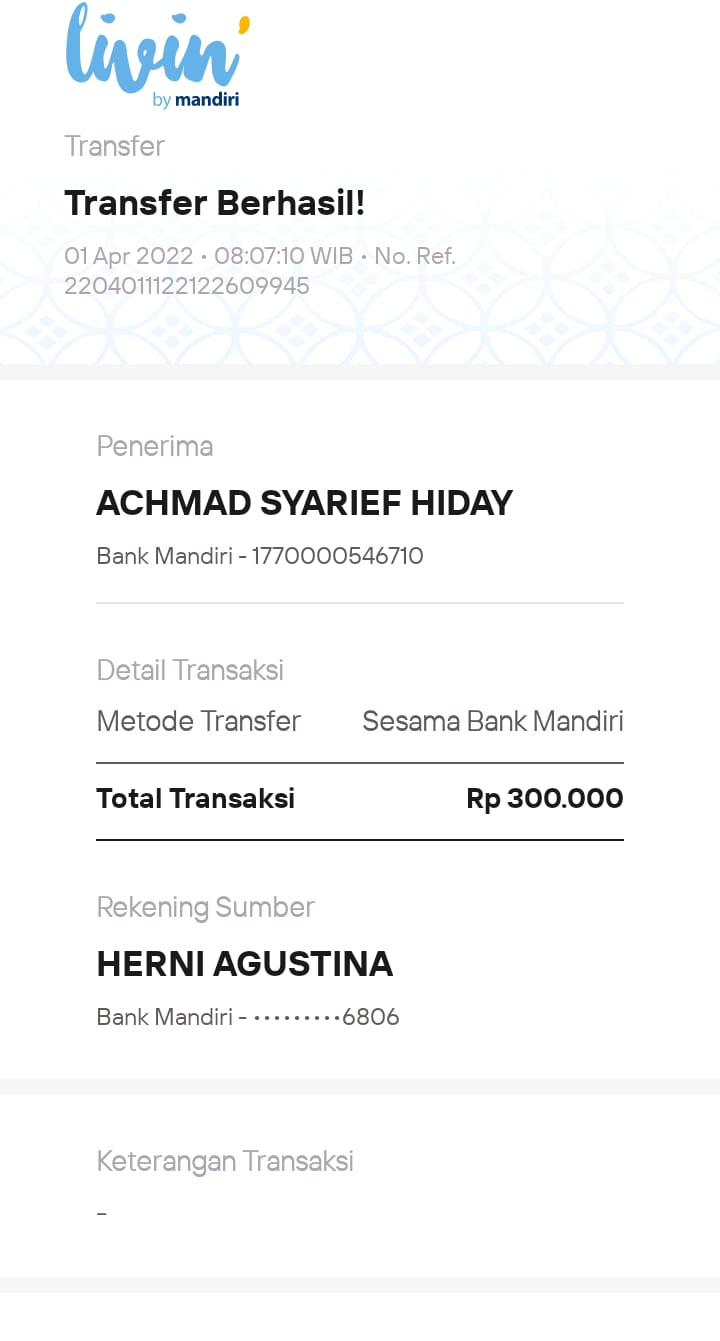 livin'
by mandiri
Transfer
Transfer Berhasil!
01 Apr 2022 • 08:07:10 WIB • No. Ref.
2204011122122609945
Penerima
ACHMAD SYARIEF HIDAY
Bank Mandiri - 1770000546710
Detail Transaksi
Metode Transfer Sesama Bank Mandiri
Total Transaksi Rp 300.000
Rekening Sumber
HERNI AGUSTINA
Bank Mandiri - •••••••••6806
Keterangan Transaksi
-